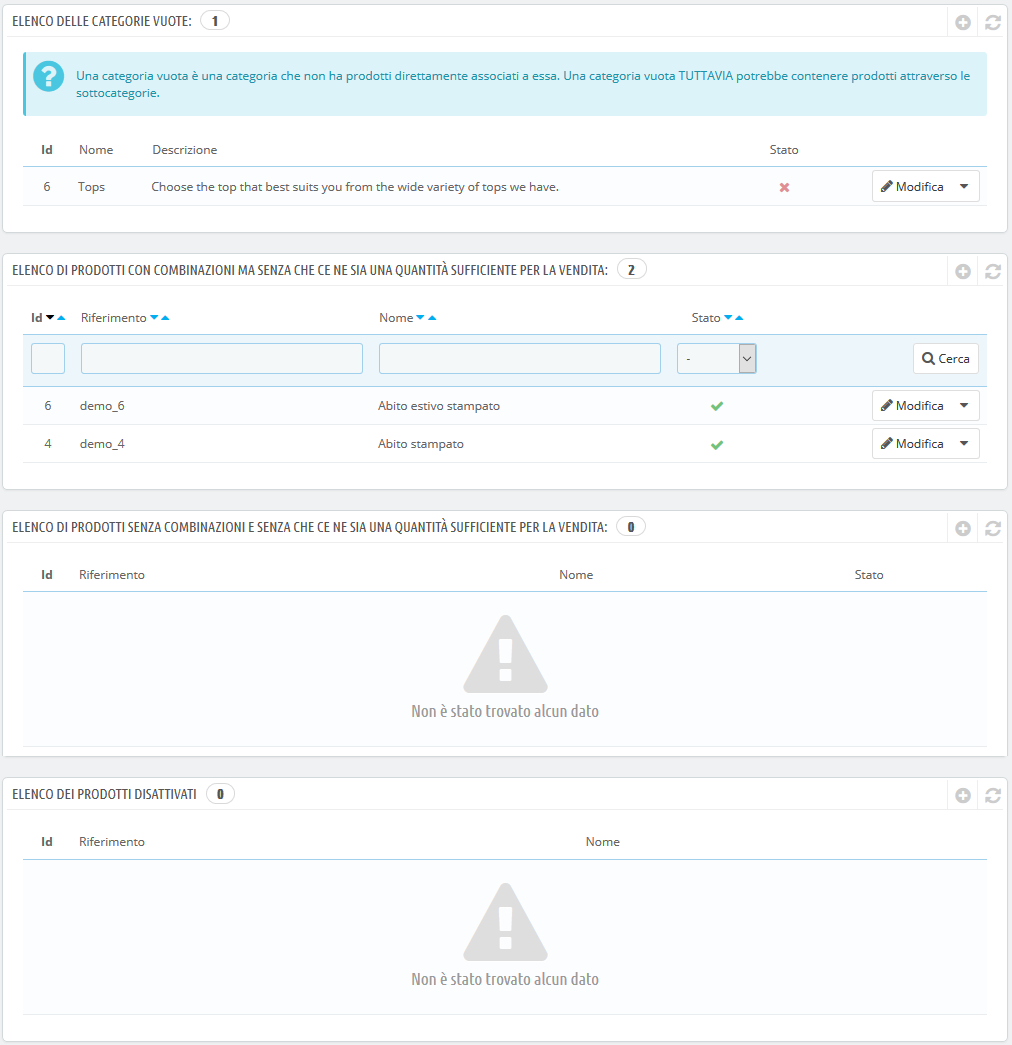 ELENCO DELLE CATEGORIE VUOTE: 1
Una categoria vuota è una categoria che non ha prodotti direttamente associati a essa. Una categoria vuota TUTTAVIA potrebbe contenere prodotti attraverso le
sottocategorie.
Id Nome Descrizione Stato
6 Tops Choose the top that best suits you from the wide variety of tops we have. Modifica
ELENCO DI PRODOTTI CON COMBINAZIONI MA SENZA CHE CE NE SIA UNA QUANTITÀ SUFFICIENTE PER LA VENDITA: 2
Id Riferimento Nome Stato
- Cerca
6 demo_6 Abito estivo stampato Modifica
4 demo_4 Abito stampato Modifica
ELENCO DI PRODOTTI SENZA COMBINAZIONI E SENZA CHE CE NE SIA UNA QUANTITÀ SUFFICIENTE PER LA VENDITA: 0
Id Riferimento Nome Stato
Non è stato trovato alcun dato
ELENCO DEI PRODOTTI DISATTIVATI 0
Id Riferimento Nome
Non è stato trovato alcun dato